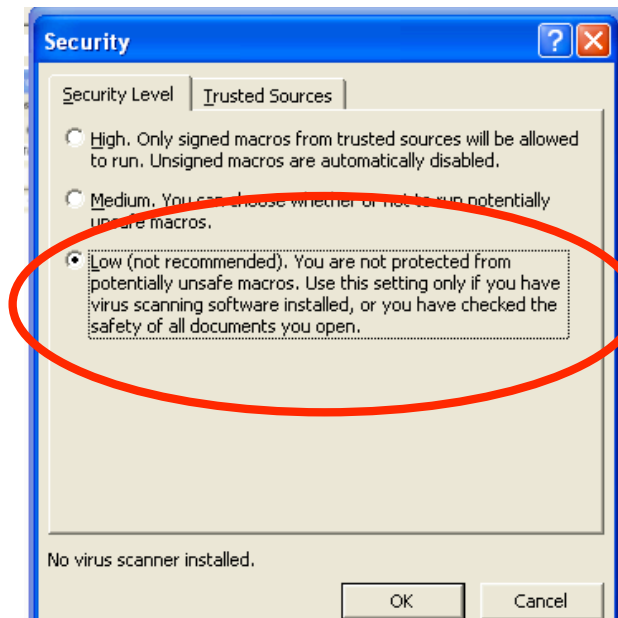 Security
Security Level Trusted Sources
High. Only signed macros from trusted sources will be allowed
to run. Unsigned macros are automatically disabled.
Medium. You can choose whether or not to run potentially
unsafe macros.
Low (not recommended). You are not protected from
potentially unsafe macros. Use this setting only if you have
virus scanning software installed, or you have checked the
safety of all documents you open.
No virus scanner installed.
OK Cancel